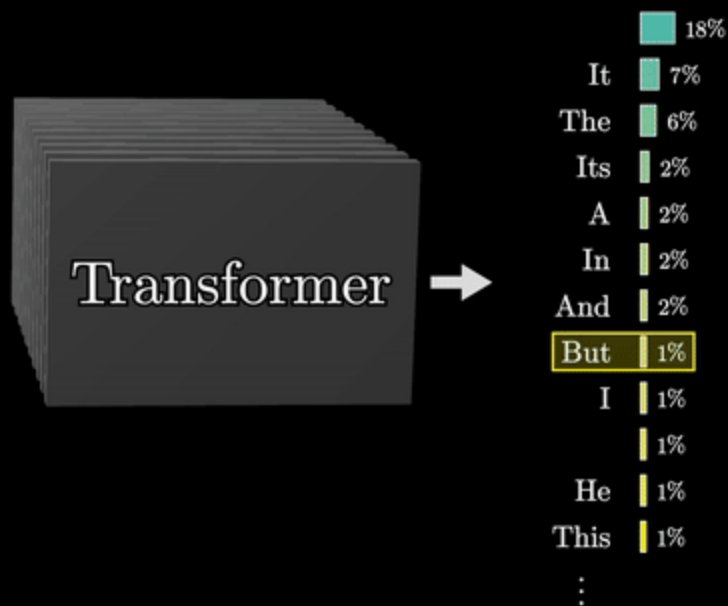 18%
It 7%
The 6%
Its 2%
A 2%
In 2%
And 2%
Transformer
But 1%
I 1%
1%
He 1%
This 1%
⋮